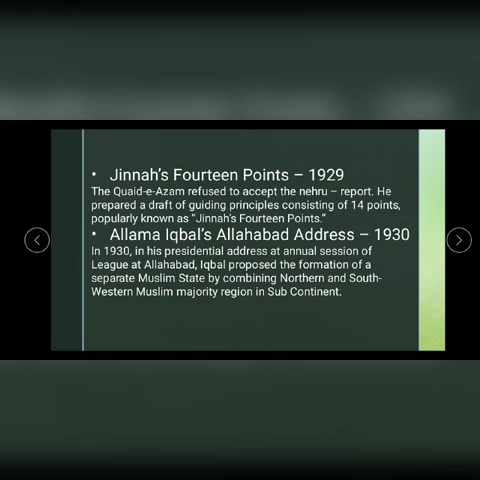 • Jinnah's Fourteen Points – 1929
The Quaid-e-Azam refused to accept the nehru – report. He
prepared a draft of guiding principles consisting of 14 points,
popularly known as "Jinnah's Fourteen Points."
• Allama Iqbal's Allahabad Address – 1930
In 1930, in his presidential address at annual session of
League at Allahabad, Iqbal proposed the formation of a
separate Muslim State by combining Northern and South-
Western Muslim majority region in Sub Continent.